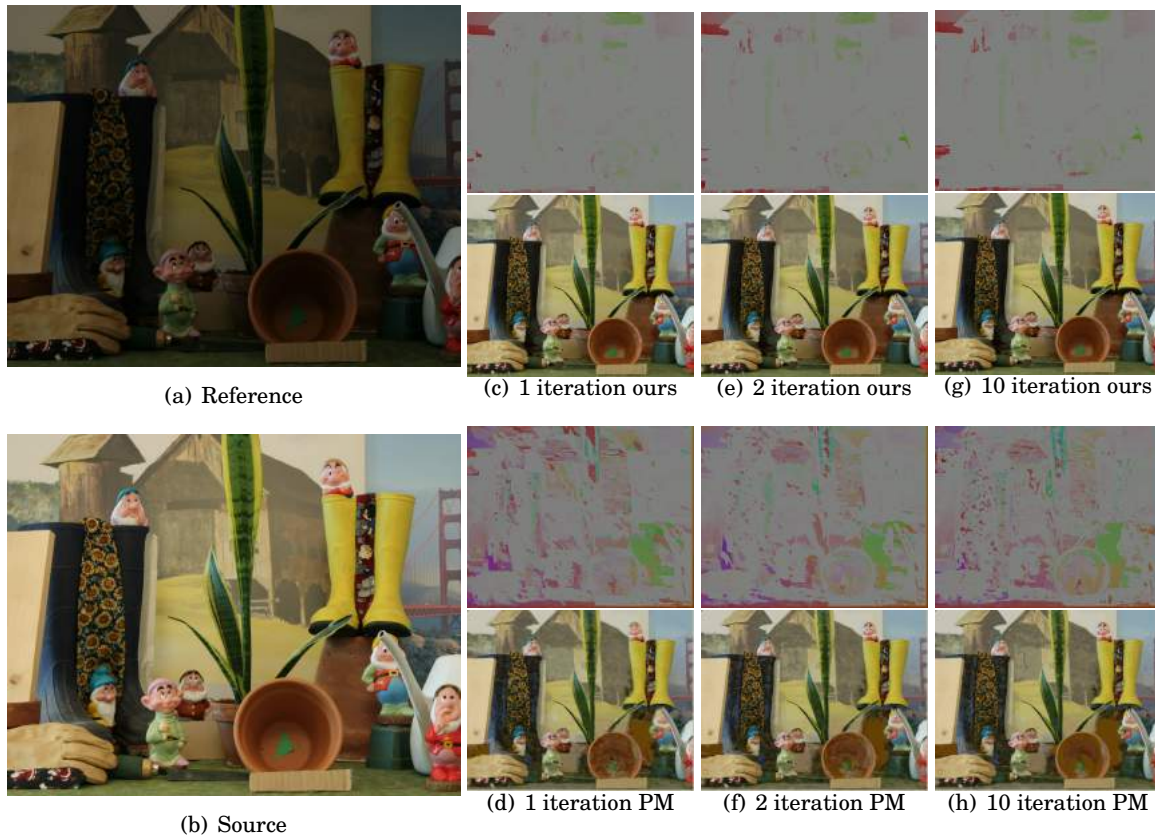 (a) Reference
(c) 1 iteration ours
(e) 2 iteration ours
(g) 10 iteration ours
(b) Source
(d) 1 iteration PM
(f) 2 iteration PM
(h) 10 iteration PM